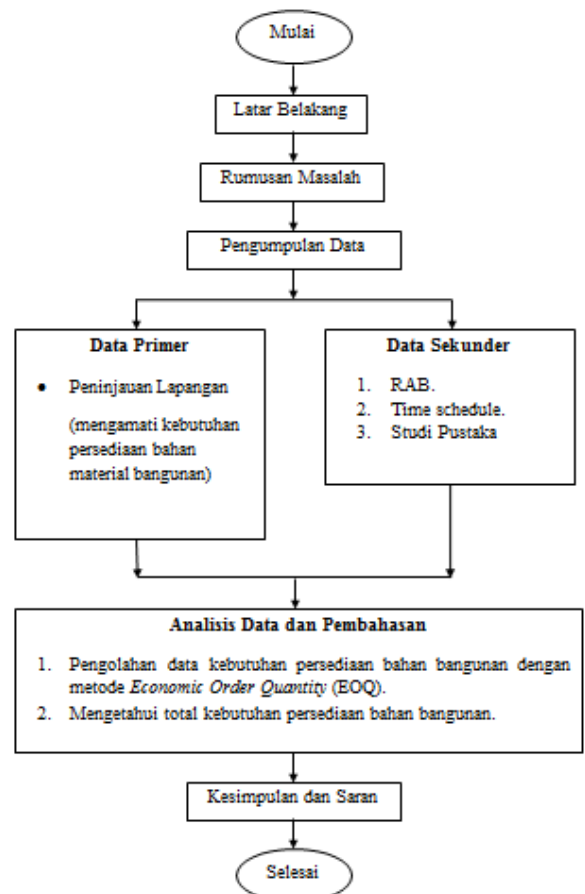 Mulai
Latar Belakang
Rumusan Masalah
Pengumpulan Data
Data Primer
• Peninjauan Lapangan
(mengamati kebutuhan
persediaan bahan
material bangunan)
Data Sekunder
1. RAB.
2. Time schedule.
3. Studi Pustaka
Analisis Data dan Pembahasan
1. Pengolahan data kebutuhan persediaan bahan bangunan dengan
metode Economic Order Quantity (EOQ).
2. Mengetahui total kebutuhan persediaan bahan bangunan.
Kesimpulan dan Saran
Selesai